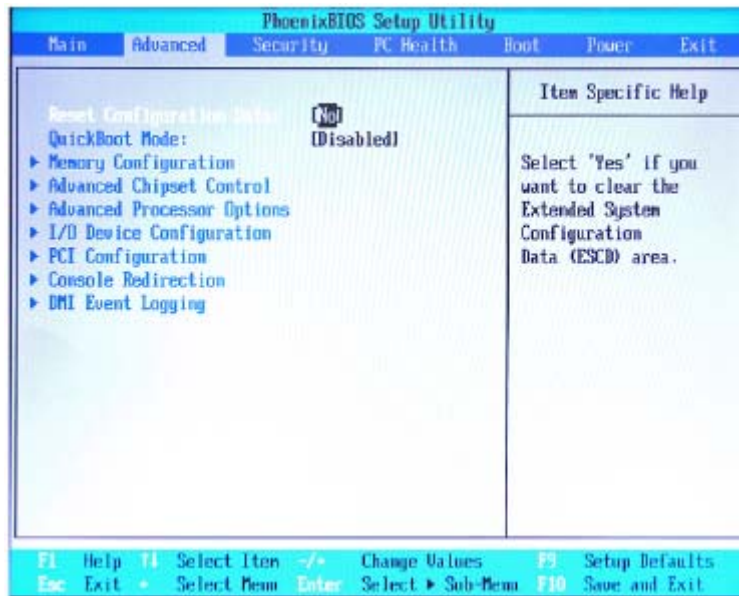 PhoenixBIOS Setup Utility
Main Advanced Security PC Health Boot Power Exit
Item Specific Help
Reset Configuration Data: [No]
QuickBoot Mode: [Disabled]
▶ Memory Configuration
▶ Advanced Chipset Control
▶ Advanced Processor Options
▶ I/O Device Configuration
▶ PCI Configuration
▶ Console Redirection
▶ DMI Event Logging
Select 'Yes' if you
want to clear the
Extended System
Configuration
Data (ESCD) area.
F1 Help ↑↓ Select Item -/+ Change Values F9 Setup Defaults
Esc Exit Select Menu Enter Select ▶ Sub-Menu F10 Save and Exit